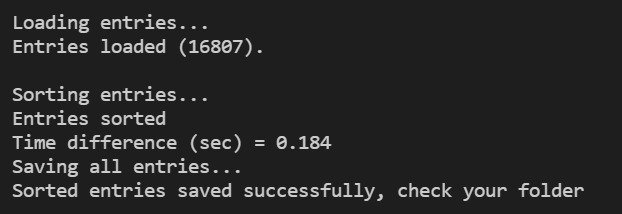 Loading entries...
Entries loaded (16807).
Sorting entries...
Entries sorted
Time difference (sec) = 0.184
Saving all entries...
Sorted entries saved successfully, check your folder